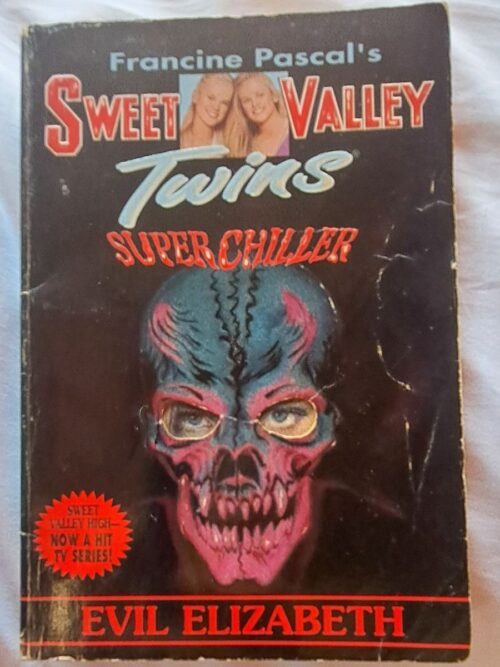 Francine Pascal's
SWEET VALLEY
Twins®
SUPER CHILLER
SWEET
VALLEY HIGH—
NOW A HIT
TV SERIES!
EVIL ELIZABETH